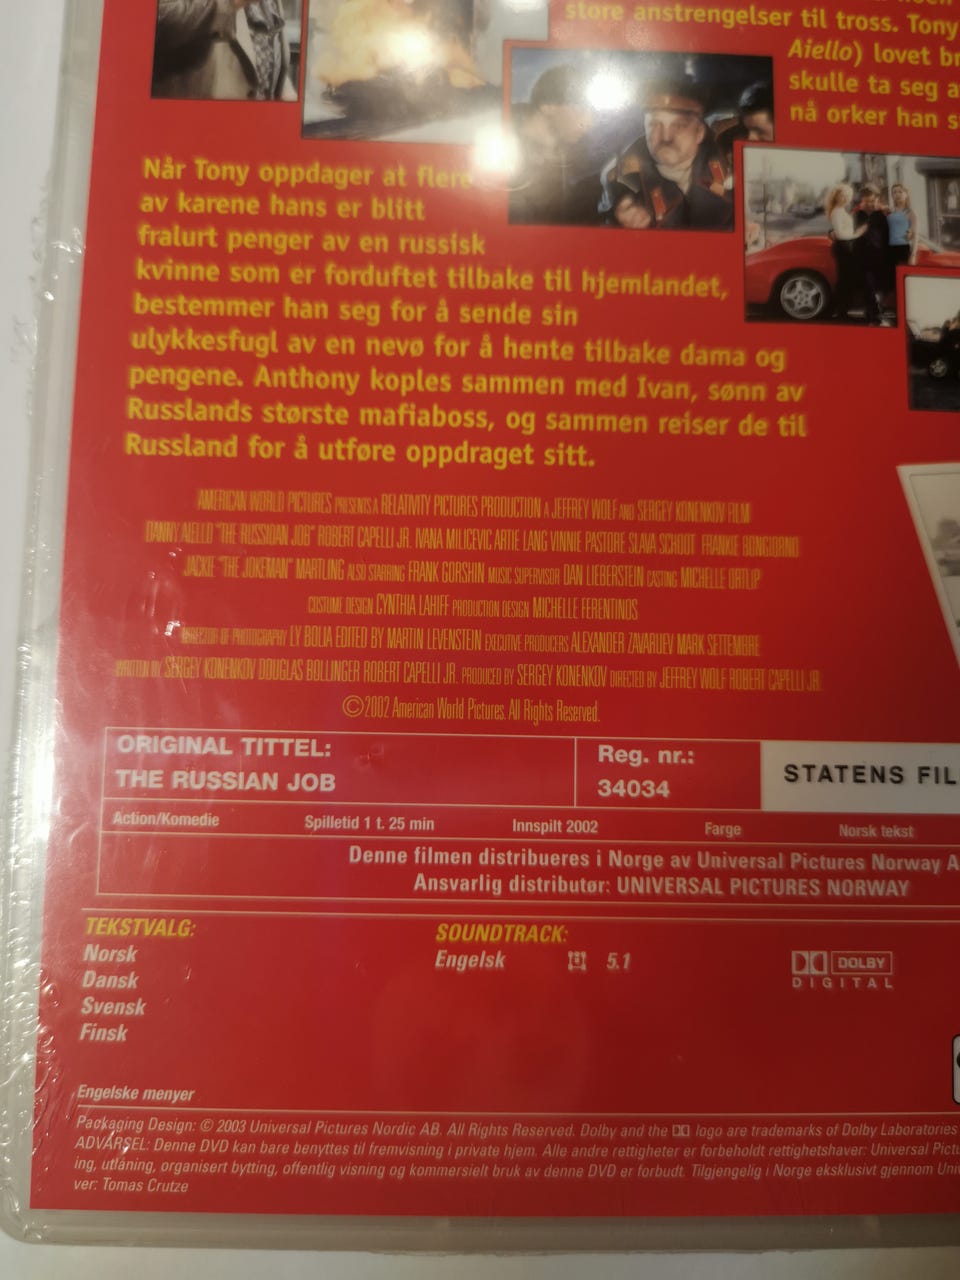 store anstrengelser til tross. Tony
Aiello) lovet
skulle ta seg
nå orker han
Når Tony oppdager at flere
av karene hans er blitt
fralurt penger av en russisk
kvinne som er forduftet tilbake til hjemlandet,
bestemmer han seg for å sende sin
ulykkesfugl av en nevø for å hente tilbake dama og
pengene. Anthony koples sammen med Ivan, sønn av
Russlands største mafiaboss, og sammen reiser de til
Russland for å utføre oppdraget sitt.
AMERICAN WORLD PICTURES PRESENTS A RELATIVITY PICTURES PRODUCTION A JEFFREY WOLF AND SERGEY KONENKOV FILM
DANNY AIELLO "THE RUSSIAN JOB" ROBERT CAPELLI JR. IVANA MILICEVIC ARTIE LANG VINNIE PASTORE SLAVA SCHOOT FRANKIE BONGIORNO
JACKIE "THE JOKEMAN" MARTLING ALSO STARRING FRANK GORSHIN MUSIC SUPERVISOR DAN LIEBERSTEIN CASTING MICHELLE ORTLIP
COSTUME DESIGN CYNTHIA LAHIFF PRODUCTION DESIGN MICHELLE FERENTINOS
DIRECTOR OF PHOTOGRAPHY LY BOLIA EDITED BY MARTIN LEVENSTEIN EXECUTIVE PRODUCERS ALEXANDER ZAVARUEV MARK SETTEMBRE
WRITTEN BY SERGEY KONENKOV DOUGLAS BOLLINGER ROBERT CAPELLI JR. PRODUCED BY SERGEY KONENKOV DIRECTED BY JEFFREY WOLF ROBERT CAPELLI JR.
©2002 American World Pictures. All Rights Reserved.
ORIGINAL TITTEL:
THE RUSSIAN JOB
Reg. nr.:
34034
STATENS FIL
Action/Komedie Spilletid 1 t. 25 min Innspilt 2002 Farge Norsk tekst
Denne filmen distribueres i Norge av Universal Pictures Norway A
Ansvarlig distributør: UNIVERSAL PICTURES NORWAY
TEKSTVALG:
Norsk
Dansk
Svensk
Finsk
SOUNDTRACK:
Engelsk 5.1
DOLBY
DIGITAL
Engelske menyer
Packaging Design: © 2003 Universal Pictures Nordic AB. All Rights Reserved. Dolby and the logo are trademarks of Dolby Laboratories
ADVARSEL: Denne DVD kan bare benyttes til fremvisning i private hjem. Alle andre rettigheter er forbeholdt rettighetshaver: Universal Pictu
ing, utlåning, organisert bytting, offentlig visning og kommersielt bruk av denne DVD er forbudt. Tilgjengelig i Norge eksklusivt gjennom Univ
ver: Tomas Crutze